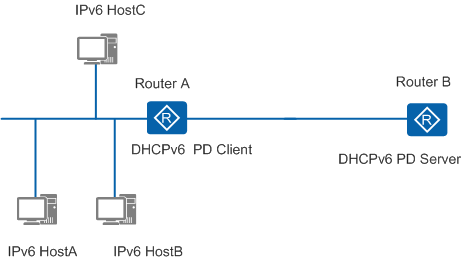 IPv6 HostC
Router A
Router B
R
R
DHCPv6 PD Client
DHCPv6 PD Server
IPv6 HostA
IPv6 HostB